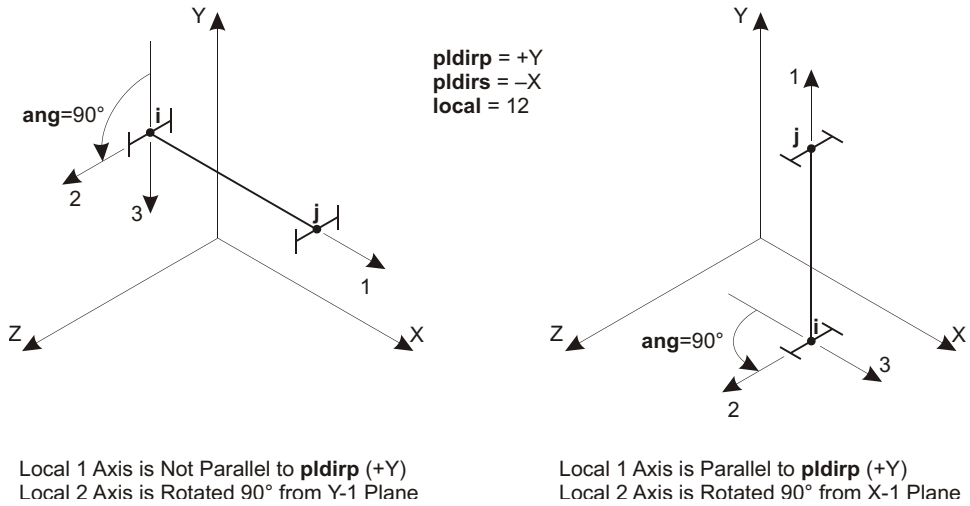 Y
pldirp = +Y
pldirs = –X
local = 12
ang=90°
i
2
3
j
1
Z
X
Local 1 Axis is Not Parallel to pldirp (+Y)
Local 2 Axis is Rotated 90° from Y-1 Plane
Y
1
j
i
ang=90°
3
2
Z
X
Local 1 Axis is Parallel to pldirp (+Y)
Local 2 Axis is Rotated 90° from X-1 Plane